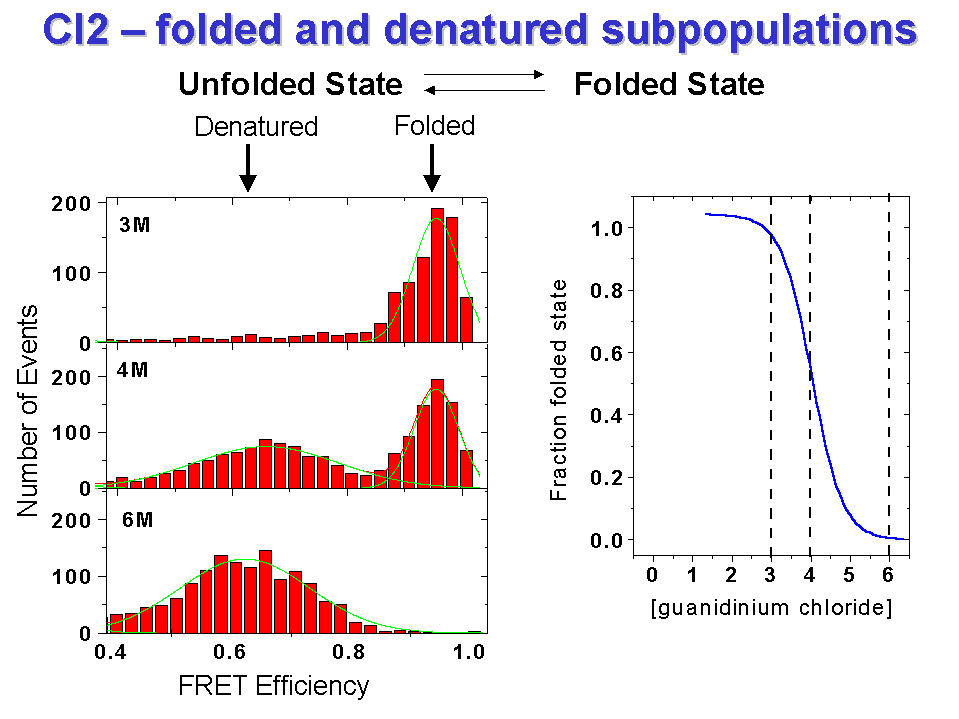 CI2 – folded and denatured subpopulations
Unfolded State
Folded State
Denatured
Folded
Number of Events
200
100
0
3M
200
100
0
4M
200
100
0
6M
0.4 0.6 0.8 1.0
FRET Efficiency
Fraction folded state
1.0
0.8
0.6
0.4
0.2
0.0
0 1 2 3 4 5 6
[guanidinium chloride]